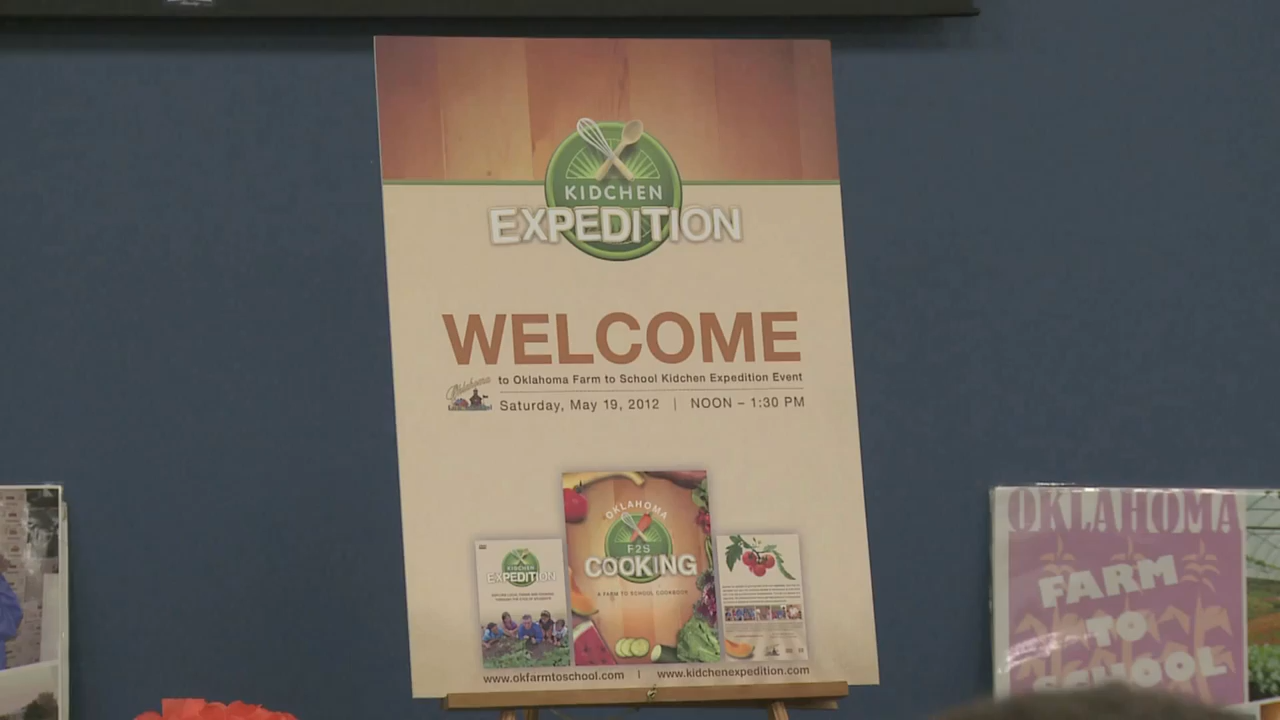 KIDCHEN
EXPEDITION
WELCOME
Oklahoma
to Oklahoma Farm to School Kidchen Expedition Event
Saturday, May 19, 2012 | NOON – 1:30 PM
OKLAHOMA
F2S
COOKING
A FARM TO SCHOOL COOKBOOK
KIDCHEN
EXPEDITION
www.okfarmtoschool.com | www.kidchenexpedition.com
OKLAHOMA
FARM
TO
SCHOOL